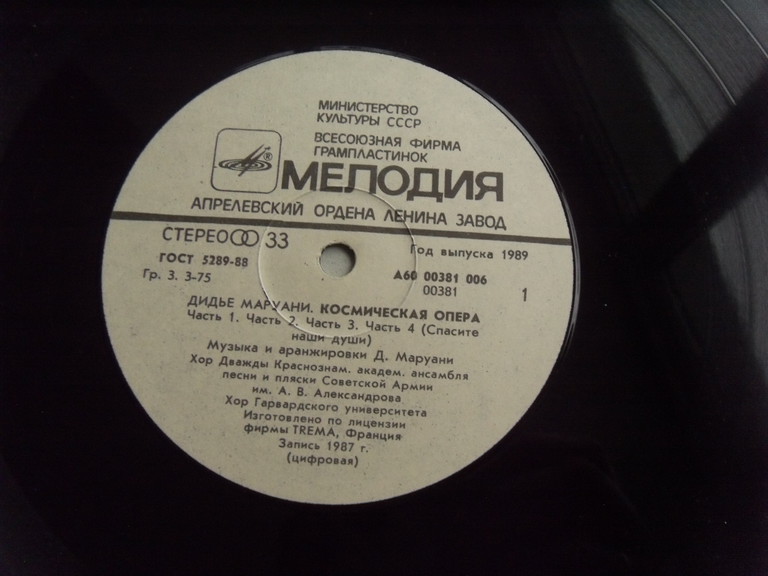 МИНИСТЕРСТВО
КУЛЬТУРЫ СССР
ВСЕСОЮЗНАЯ ФИРМА
ГРАМПЛАСТИНОК
®
МЕЛОДИЯ
АПРЕЛЕВСКИЙ ОРДЕНА ЛЕНИНА ЗАВОД
СТЕРЕО 33
Год выпуска 1989
ГОСТ 5289-88
А60 00381 006
Гр. 3. 3-75
00381
1
ДИДЬЕ МАРУАНИ. КОСМИЧЕСКАЯ ОПЕРА
Часть 1. Часть 2. Часть 3. Часть 4 (Спасите
наши души)
Музыка и аранжировки Д. Маруани
Хор Дважды Краснознам. академ. ансамбля
песни и пляски Советской Армии
им. А. В. Александрова
Хор Гарвардского университета
Изготовлено по лицензии
фирмы TREMA, Франция
Запись 1987 г.
(цифровая)